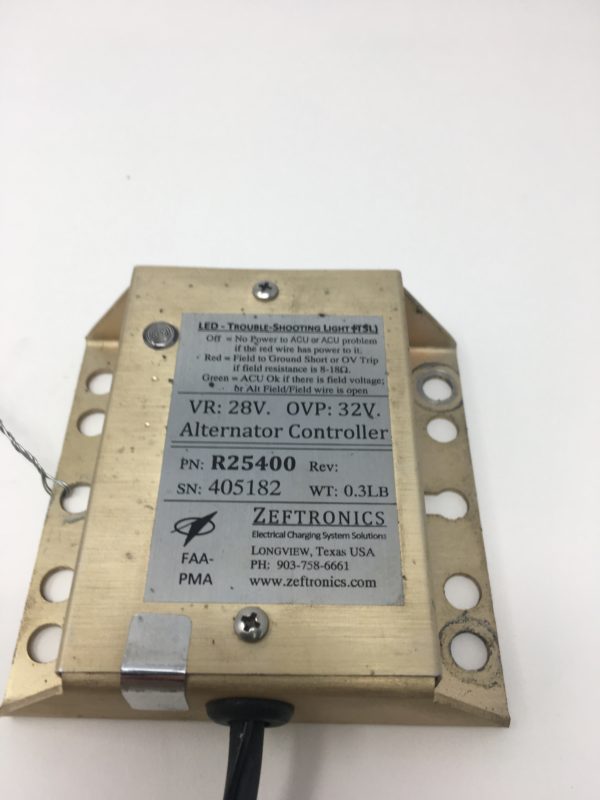 LED - TROUBLE-SHOOTING LIGHT (TSL)
Off = No Power to ACU or ACU problem
if the red wire has power to it.
Red = Field to Ground Short or OV Trip
if field resistance is 8-18Ω.
Green = ACU Ok if there is field voltage;
or Alt Field/Field wire is open
VR: 28V. OVP: 32V.
Alternator Controller
PN: R25400 Rev:
SN: 405182 WT: 0.3LB
ZEFTRONICS
Electrical Charging System Solutions
LONGVIEW, Texas USA
FAA-
PH: 903-758-6661
PMA
www.zeftronics.com